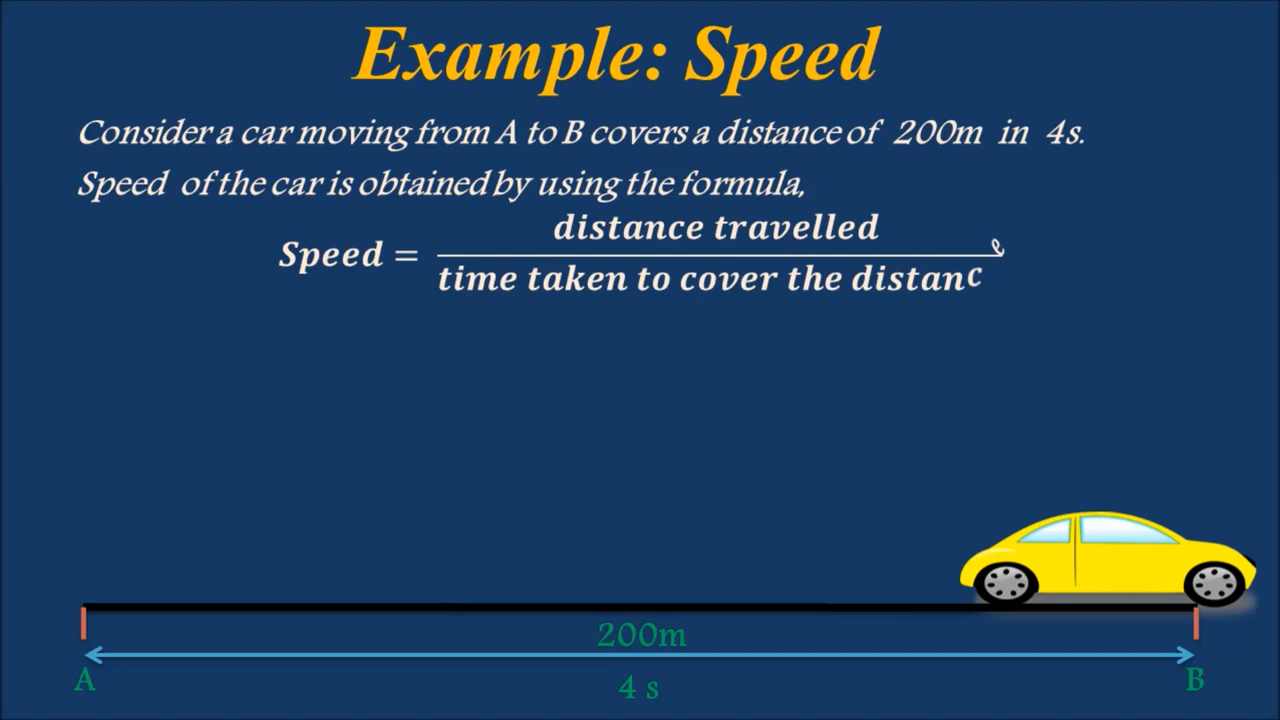 Example: Speed
Consider a car moving from A to B covers a distance of 200m in 4s.
Speed of the car is obtained by using the formula,
distance travelled
Speed =
time taken to cover the distance
200m
A
4 s
B